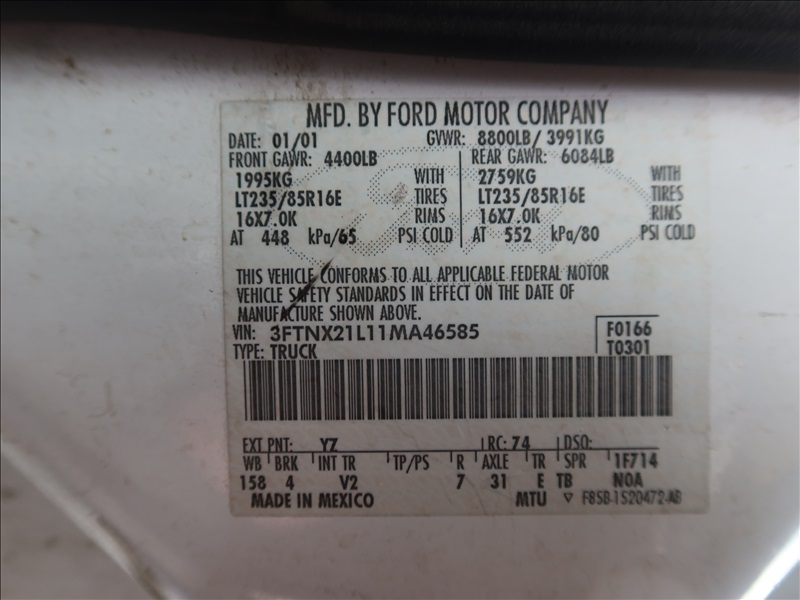 MFD. BY FORD MOTOR COMPANY
DATE: 01/01 GVWR: 8800LB/ 3991KG
FRONT GAWR: 4400LB REAR GAWR: 6084LB
1995KG WITH 2759KG WITH
LT235/85R16E TIRES LT235/85R16E TIRES
16X7.0K RIMS 16X7.0K RIMS
AT 448 kPa/65 PSI COLD AT 552 kPa/80 PSI COLD
THIS VEHICLE CONFORMS TO ALL APPLICABLE FEDERAL MOTOR
VEHICLE SAFETY STANDARDS IN EFFECT ON THE DATE OF
MANUFACTURE SHOWN ABOVE.
VIN: 3FTNX21L11MA46585 F0166
TYPE: TRUCK T0301
EXT PNT: YZ RC: 74 DSO:
WB BRK INT TR TP/PS R AXLE TR SPR 1F714
158 4 V2 7 31 E TB NOA
MADE IN MEXICO MTU ▽ F85B-1520472-AB